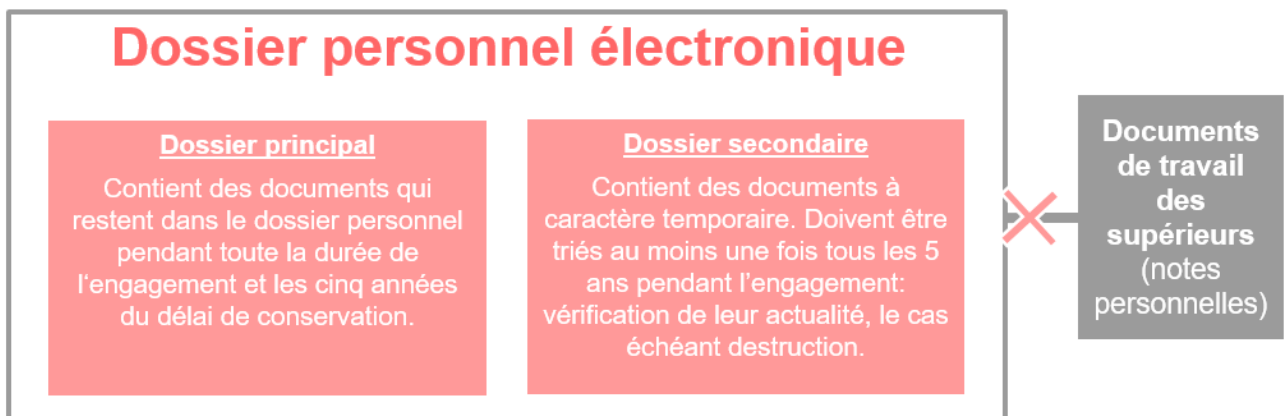 Dossier personnel électronique
Dossier principal
Contient des documents qui
restent dans le dossier personnel
pendant toute la durée de
l‘engagement et les cinq années
du délai de conservation.
Dossier secondaire
Contient des documents à
caractère temporaire. Doivent être
triés au moins une fois tous les 5
ans pendant l’engagement:
vérification de leur actualité, le cas
échéant destruction.
Documents
de travail
des
supérieurs
(notes
personnelles)